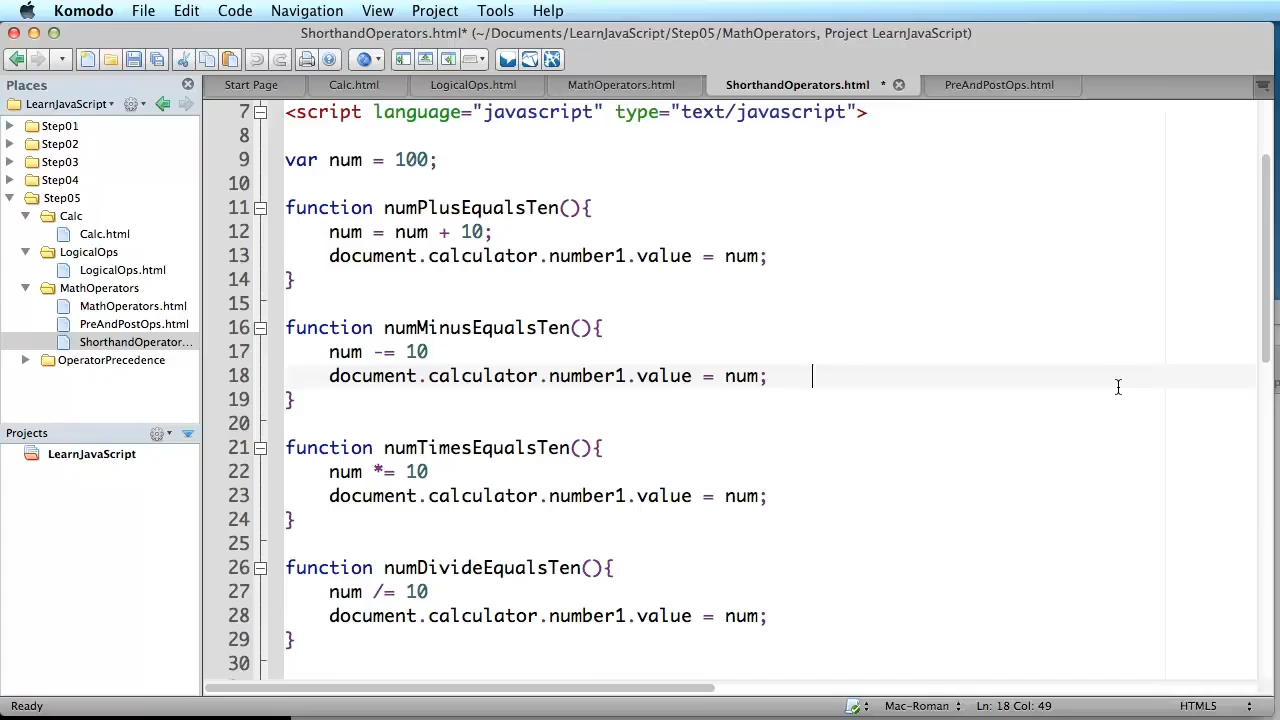 Komodo File Edit Code Navigation View Project Tools Help
ShorthandOperators.html* (~/Documents/LearnJavaScript/Step05/MathOperators, Project LearnJavaScript)
Places
Start Page Calc.html LogicalOps.html MathOperators.html ShorthandOperators.html * PreAndPostOps.html
LearnJavaScript
Step01
Step02
Step03
Step04
Step05
Calc
Calc.html
LogicalOps
LogicalOps.html
MathOperators
MathOperators.html
PreAndPostOps.html
ShorthandOperator...
OperatorPrecedence
Projects
LearnJavaScript
7 <script language="javascript" type="text/javascript">
8
9 var num = 100;
10
11 function numPlusEqualsTen(){
12 num = num + 10;
13 document.calculator.number1.value = num;
14 }
15
16 function numMinusEqualsTen(){
17 num -= 10
18 document.calculator.number1.value = num;
19 }
20
21 function numTimesEqualsTen(){
22 num *= 10
23 document.calculator.number1.value = num;
24 }
25
26 function numDivideEqualsTen(){
27 num /= 10
28 document.calculator.number1.value = num;
29 }
30
Ready Mac-Roman Ln: 18 Col: 49 HTML5